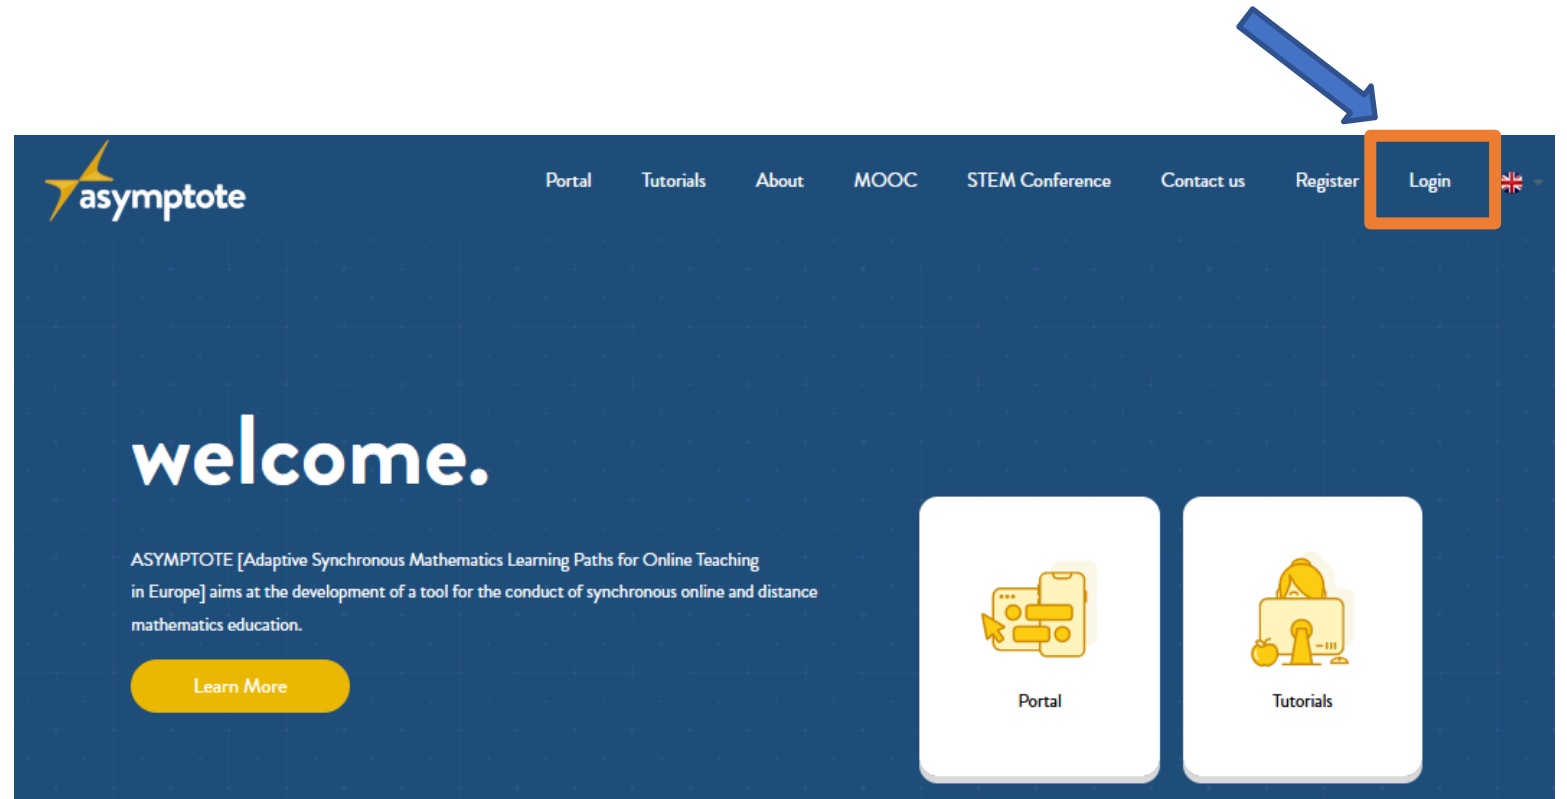 asymptote
Portal Tutorials About MOOC STEM Conference Contact us Register Login
welcome.
ASYMPTOTE [Adaptive Synchronous Mathematics Learning Paths for Online Teaching
in Europe] aims at the development of a tool for the conduct of synchronous online and distance
mathematics education.
Learn More
Portal
Tutorials